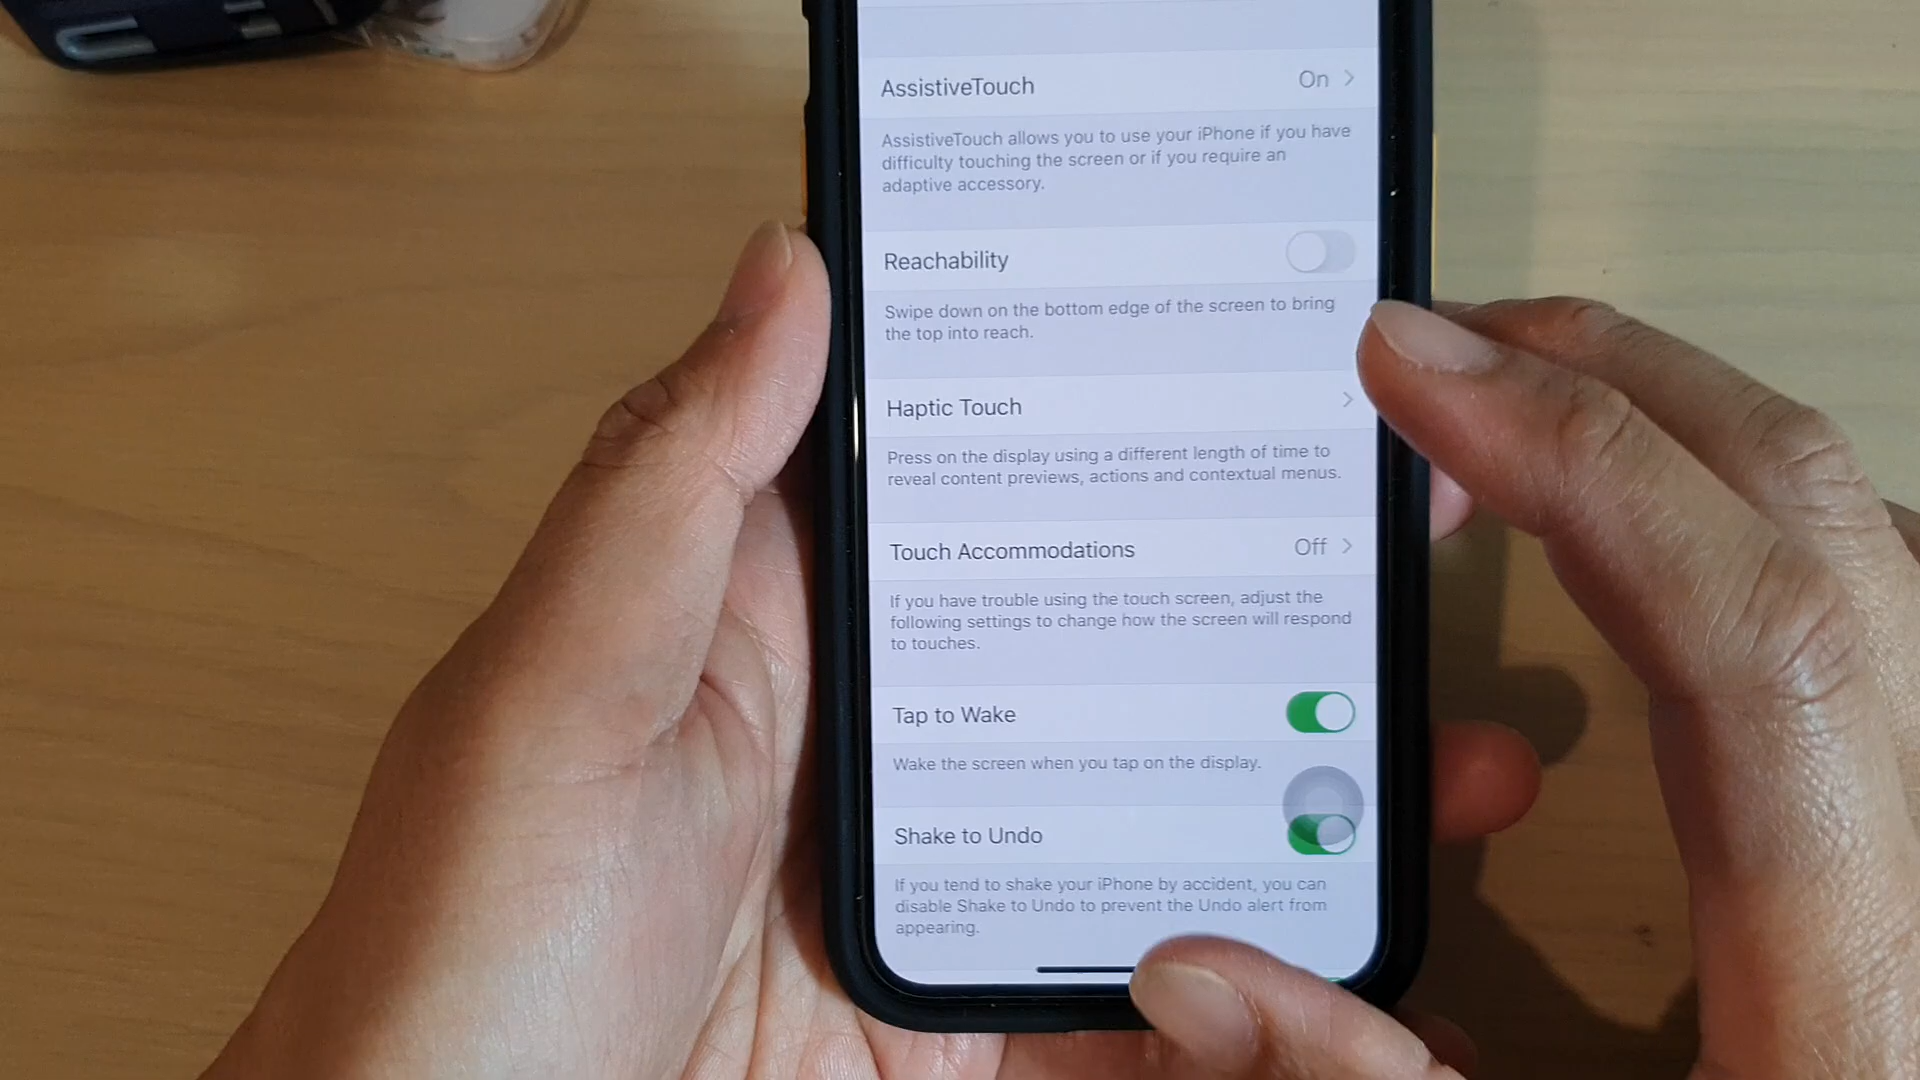 AssistiveTouch On
AssistiveTouch allows you to use your iPhone if you have
difficulty touching the screen or if you require an
adaptive accessory.
Reachability
Swipe down on the bottom edge of the screen to bring
the top into reach.
Haptic Touch
Press on the display using a different length of time to
reveal content previews, actions and contextual menus.
Touch Accommodations Off
If you have trouble using the touch screen, adjust the
following settings to change how the screen will respond
to touches.
Tap to Wake
Wake the screen when you tap on the display.
Shake to Undo
If you tend to shake your iPhone by accident, you can
disable Shake to Undo to prevent the Undo alert from
appearing.